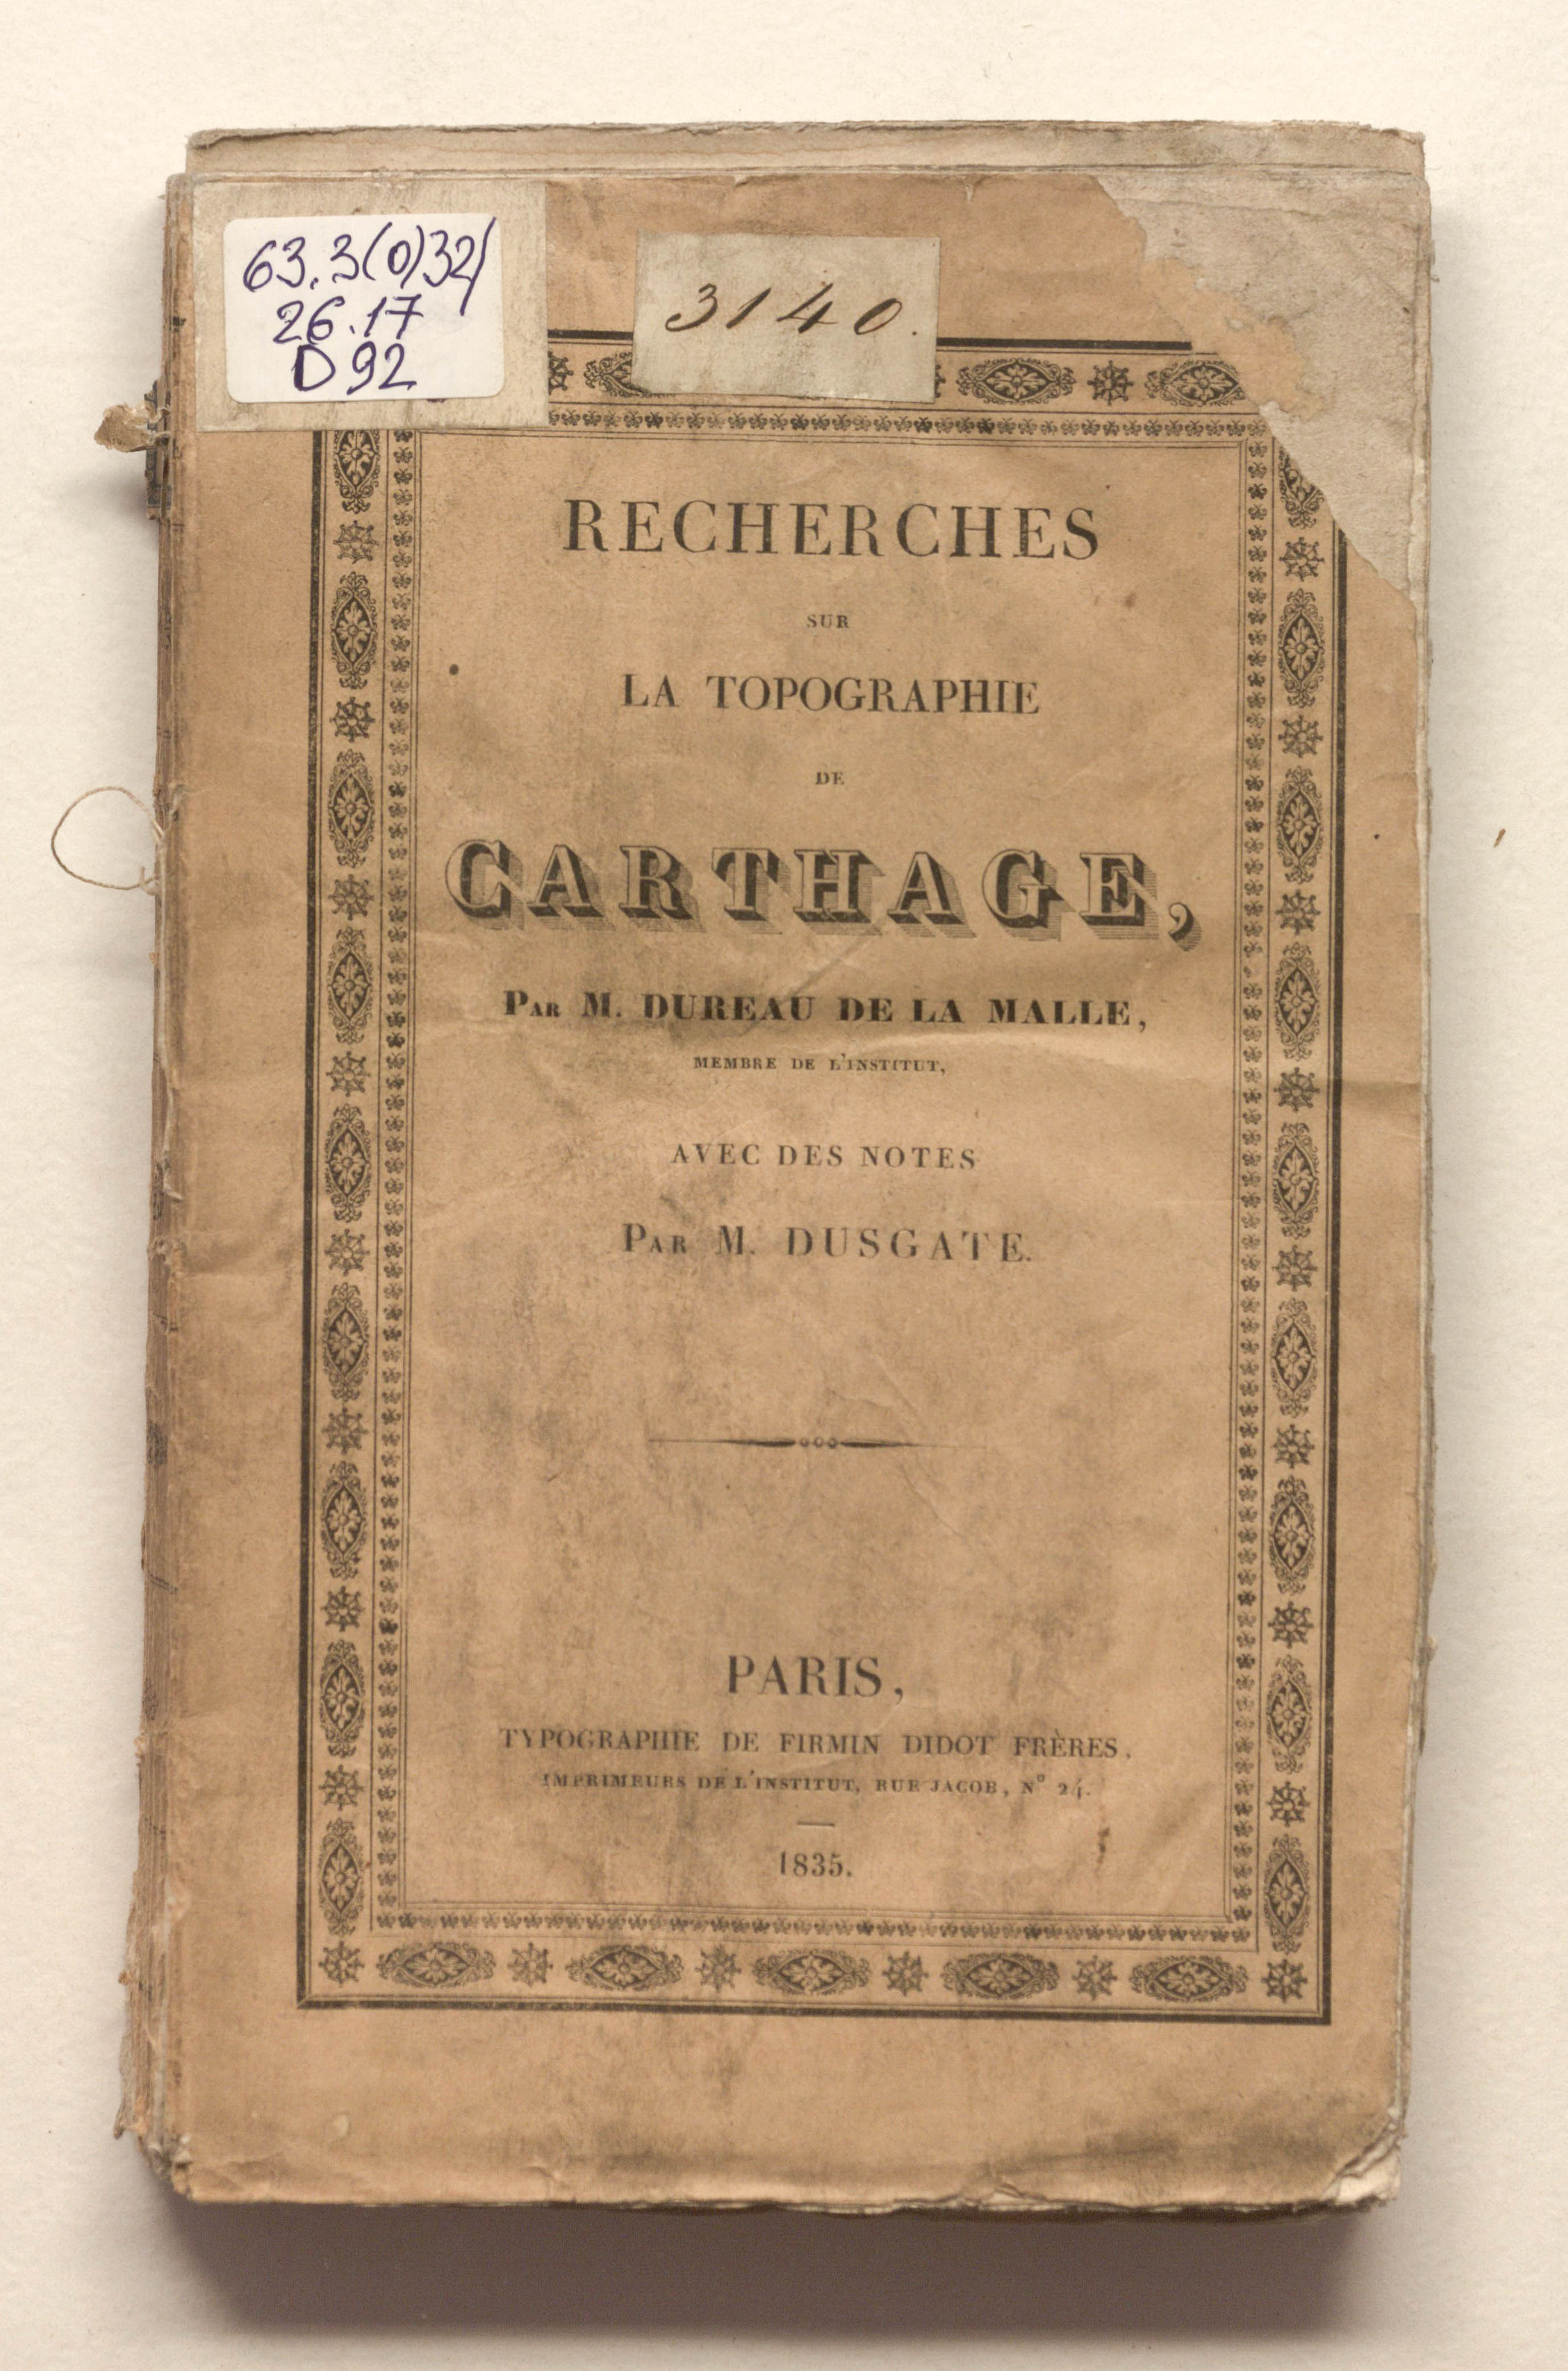 63.3(0)32/
26.17
D 92
3140.
RECHERCHES
SUR
LA TOPOGRAPHIE
DE
CARTHAGE,
PAR M. DUREAU DE LA MALLE,
MEMBRE DE L'INSTITUT,
AVEC DES NOTES
PAR M. DUSGATE.
PARIS,
TYPOGRAPHIE DE FIRMIN DIDOT FRÈRES,
IMPRIMEURS DE L'INSTITUT, RUE JACOB, N° 24.
1835.